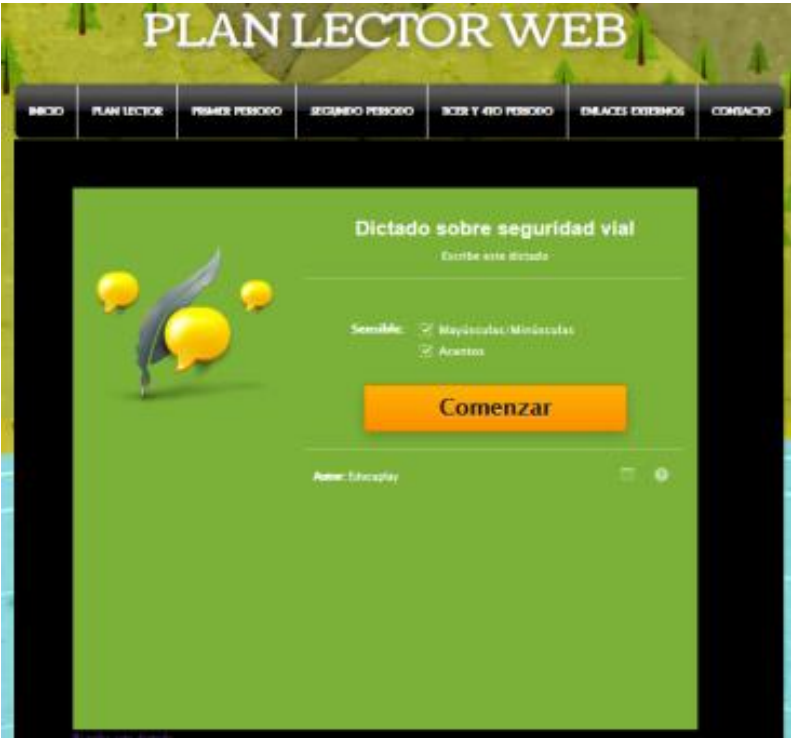 PLAN LECTOR WEB
INICIO PLAN LECTOR PRIMER PERIODO SEGUNDO PERIODO 3CER Y 4TO PERIODO ENLACES EXTERNOS CONTACTO
Dictado sobre seguridad vial
Escribe este dictado
Sensible: Mayúsculas/Minúsculas
Acentos
Comenzar
Autor: Educaplay